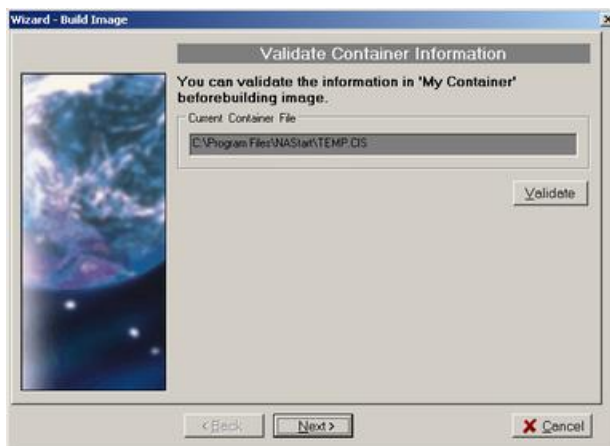 Wizard - Build Image
Validate Container Information
You can validate the information in 'My Container'
beforebuilding image.
Current Container File
C:\Program Files\NAStart\TEMP.CIS
Validate
< Back
Next >
Cancel